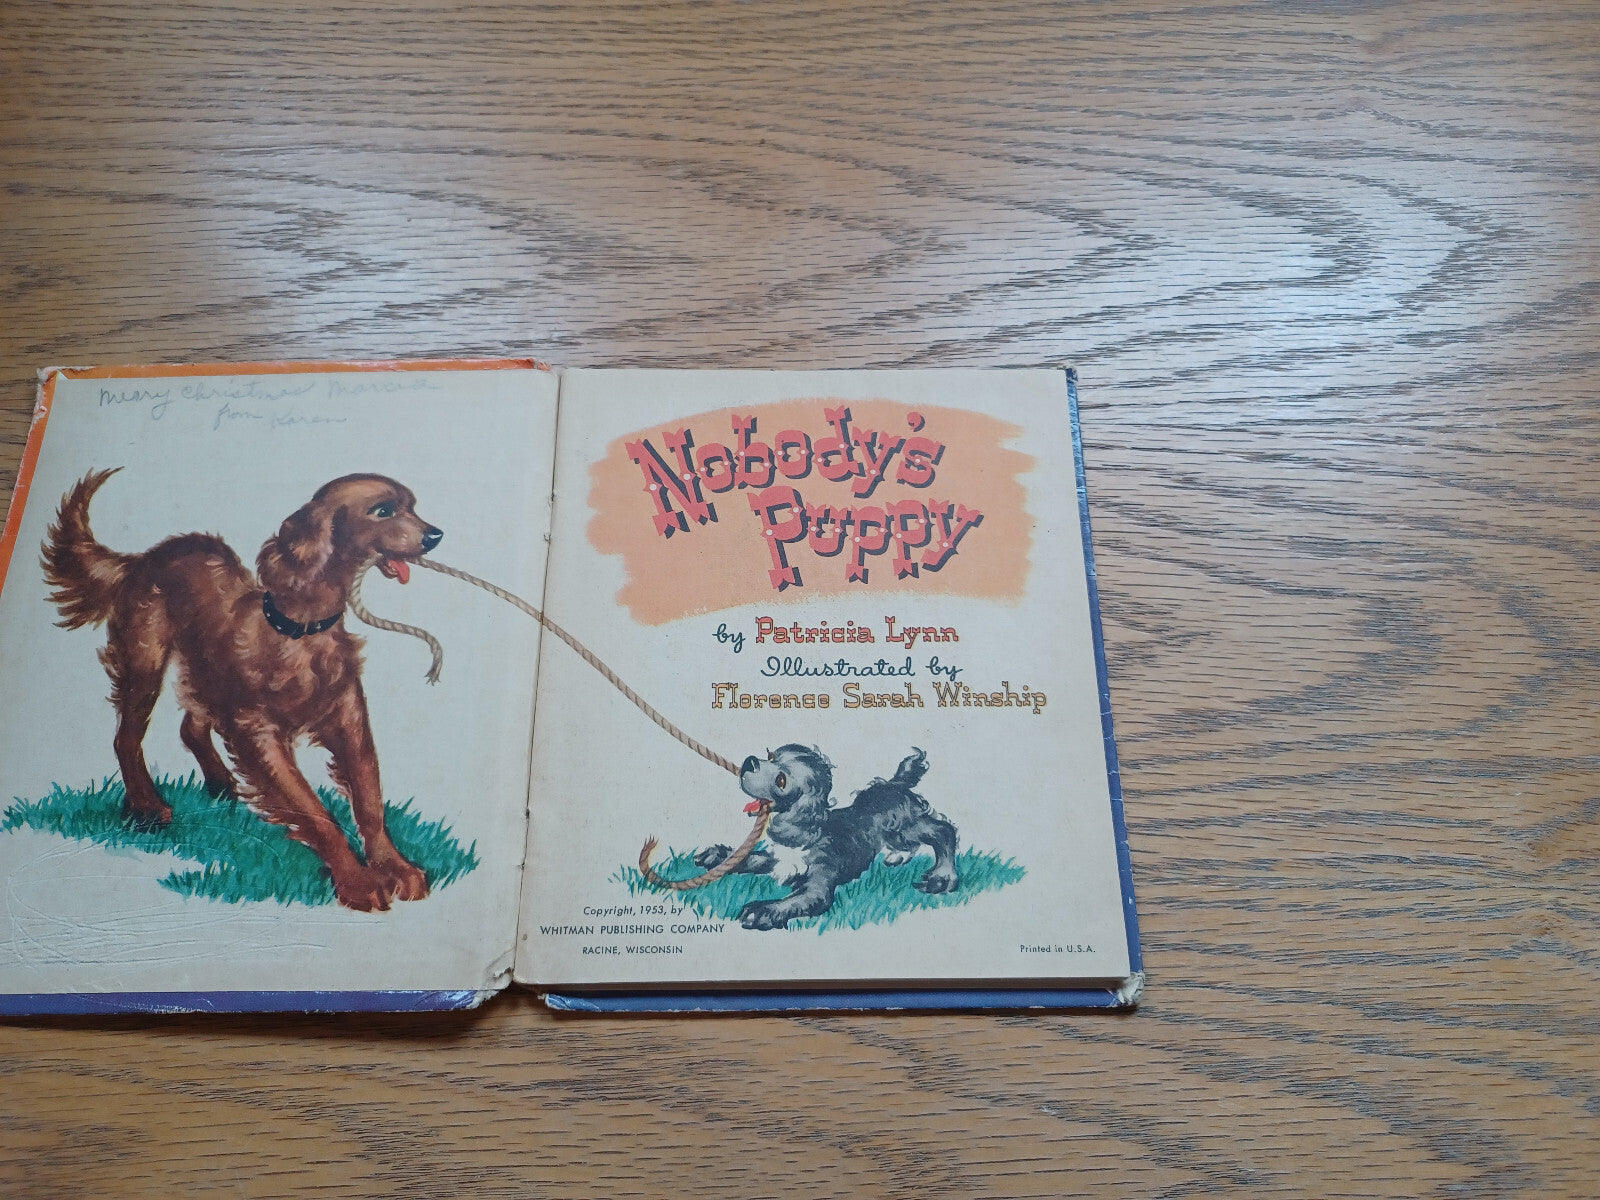 Merry Christmas Marcia
from Karen
Nobody's
Puppy
by Patricia Lynn
Illustrated by
Florence Sarah Winship
Copyright, 1953, by
WHITMAN PUBLISHING COMPANY
RACINE, WISCONSIN
Printed in U.S.A.